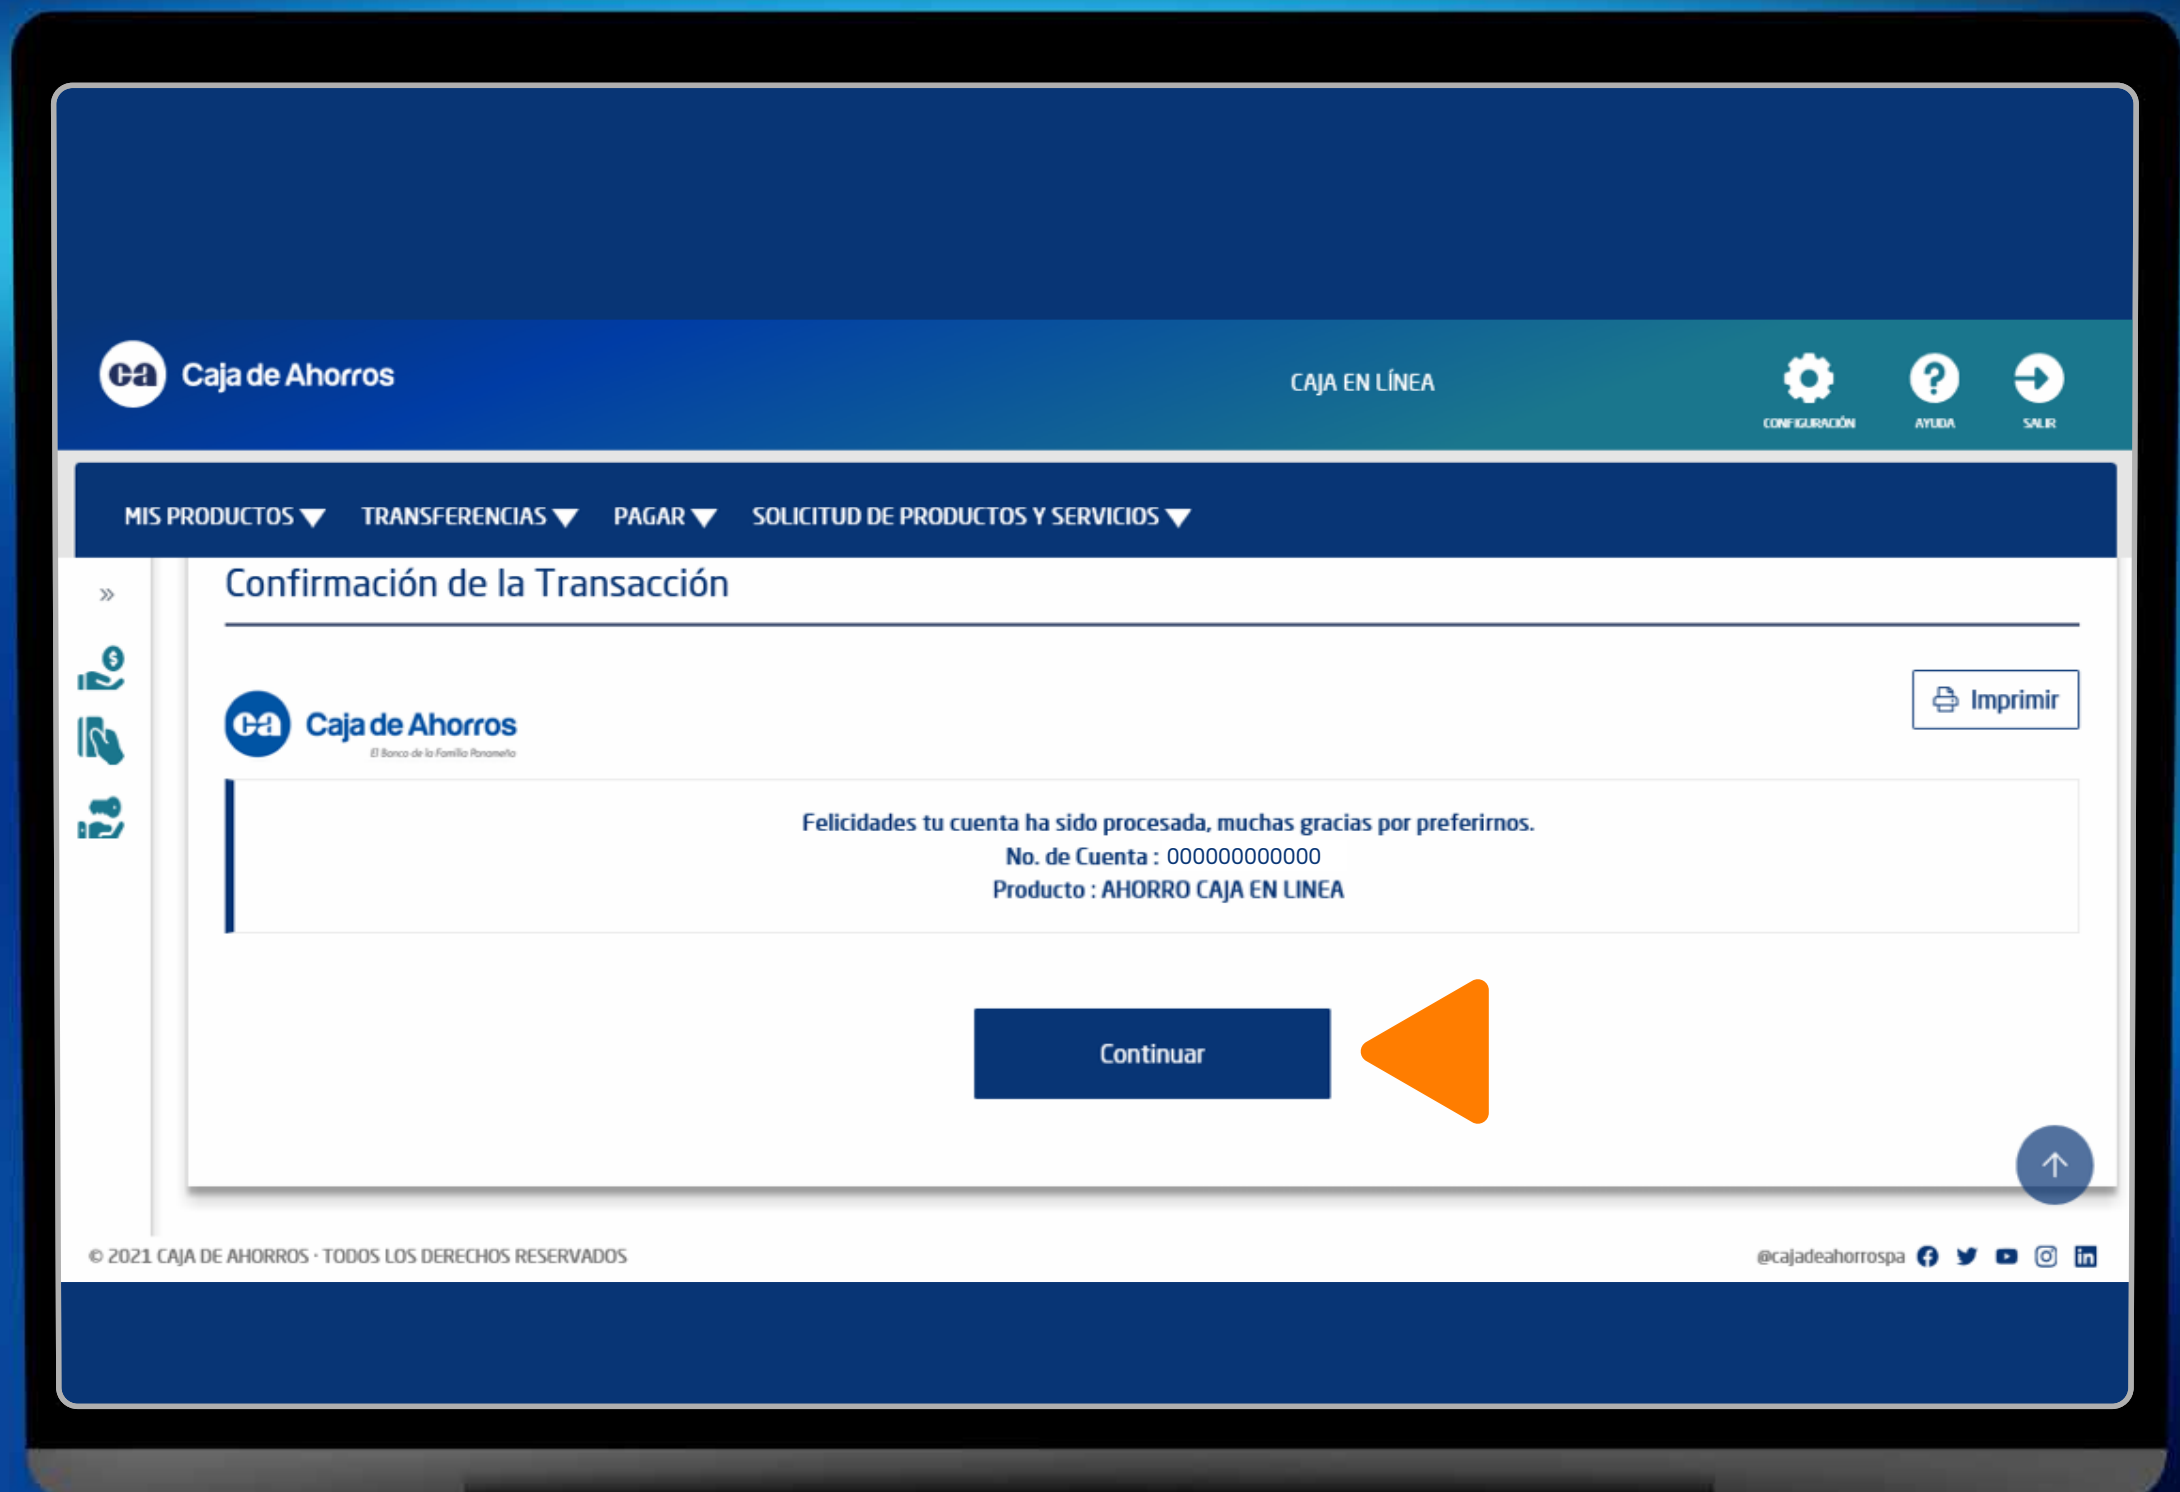 ca Caja de Ahorros
CAJA EN LÍNEA
CONFIGURACIÓN
AYUDA
SALIR
MIS PRODUCTOS TRANSFERENCIAS PAGAR SOLICITUD DE PRODUCTOS Y SERVICIOS
Confirmación de la Transacción
Imprimir
ca Caja de Ahorros
El Banco de la Familia Panameña
Felicidades tu cuenta ha sido procesada, muchas gracias por preferirnos.
No. de Cuenta : 000000000000
Producto : AHORRO CAJA EN LINEA
Continuar
© 2021 CAJA DE AHORROS · TODOS LOS DERECHOS RESERVADOS
@cajadeahorrospa